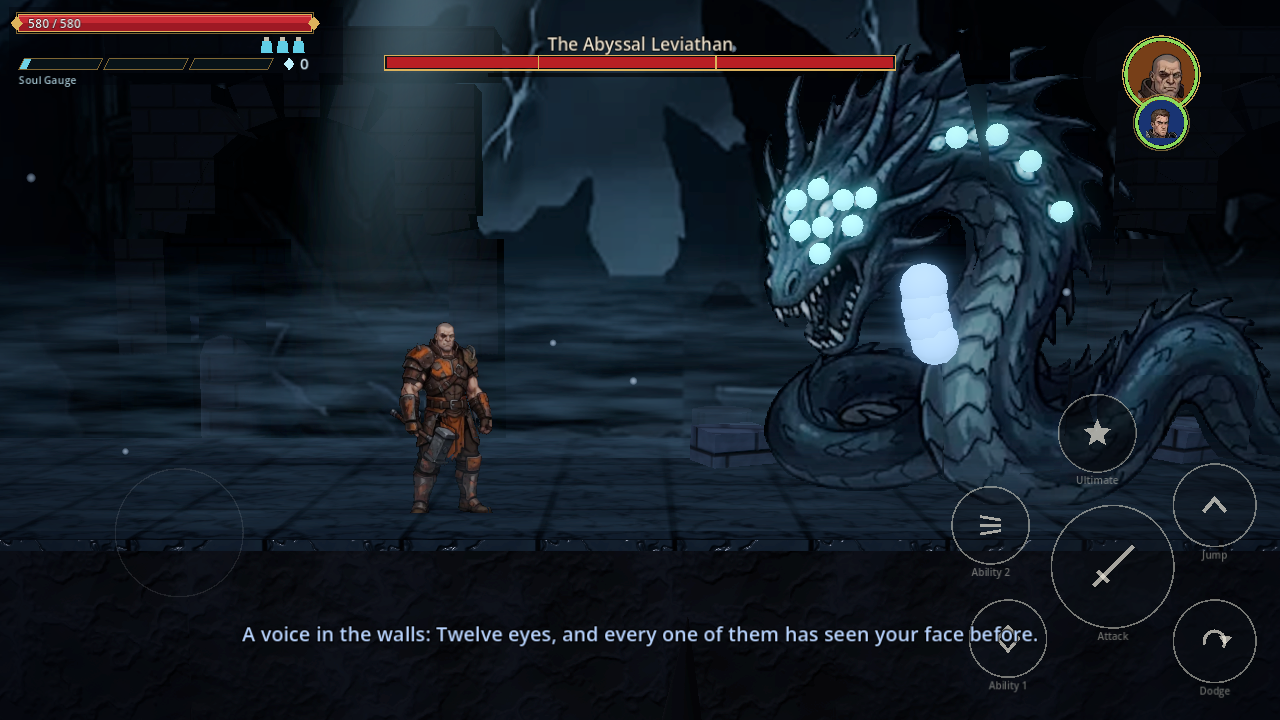 580 / 580
The Abyssal Leviathan
0
Soul Gauge
Ultimate
Jump
Ability 2
A voice in the walls: Twelve eyes, and every one of them has seen your face before.
Attack
Ability 1
Dodge